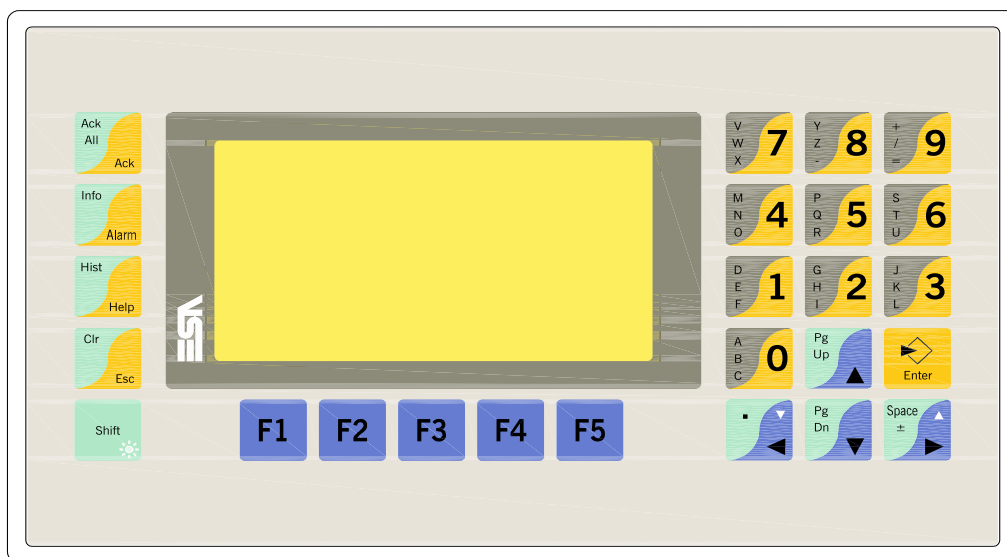 Ack
All
Ack
Info
Alarm
Hist
Help
Clr
Esc
Shift
ESA
F1 F2 F3 F4 F5
V
W
X
7
Y
Z
-
8
+
/
=
9
M
N
O
4
P
Q
R
5
S
T
U
6
D
E
F
1
G
H
I
2
J
K
L
3
A
B
C
0
Pg
Up
Enter
.
Pg
Dn
Space
±